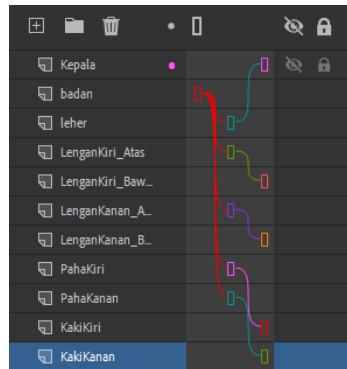 Kepala
badan
leher
LenganKiri_Atas
LenganKiri_Baw...
LenganKanan_A...
LenganKanan_B...
PahaKiri
PahaKanan
KakiKiri
KakiKanan